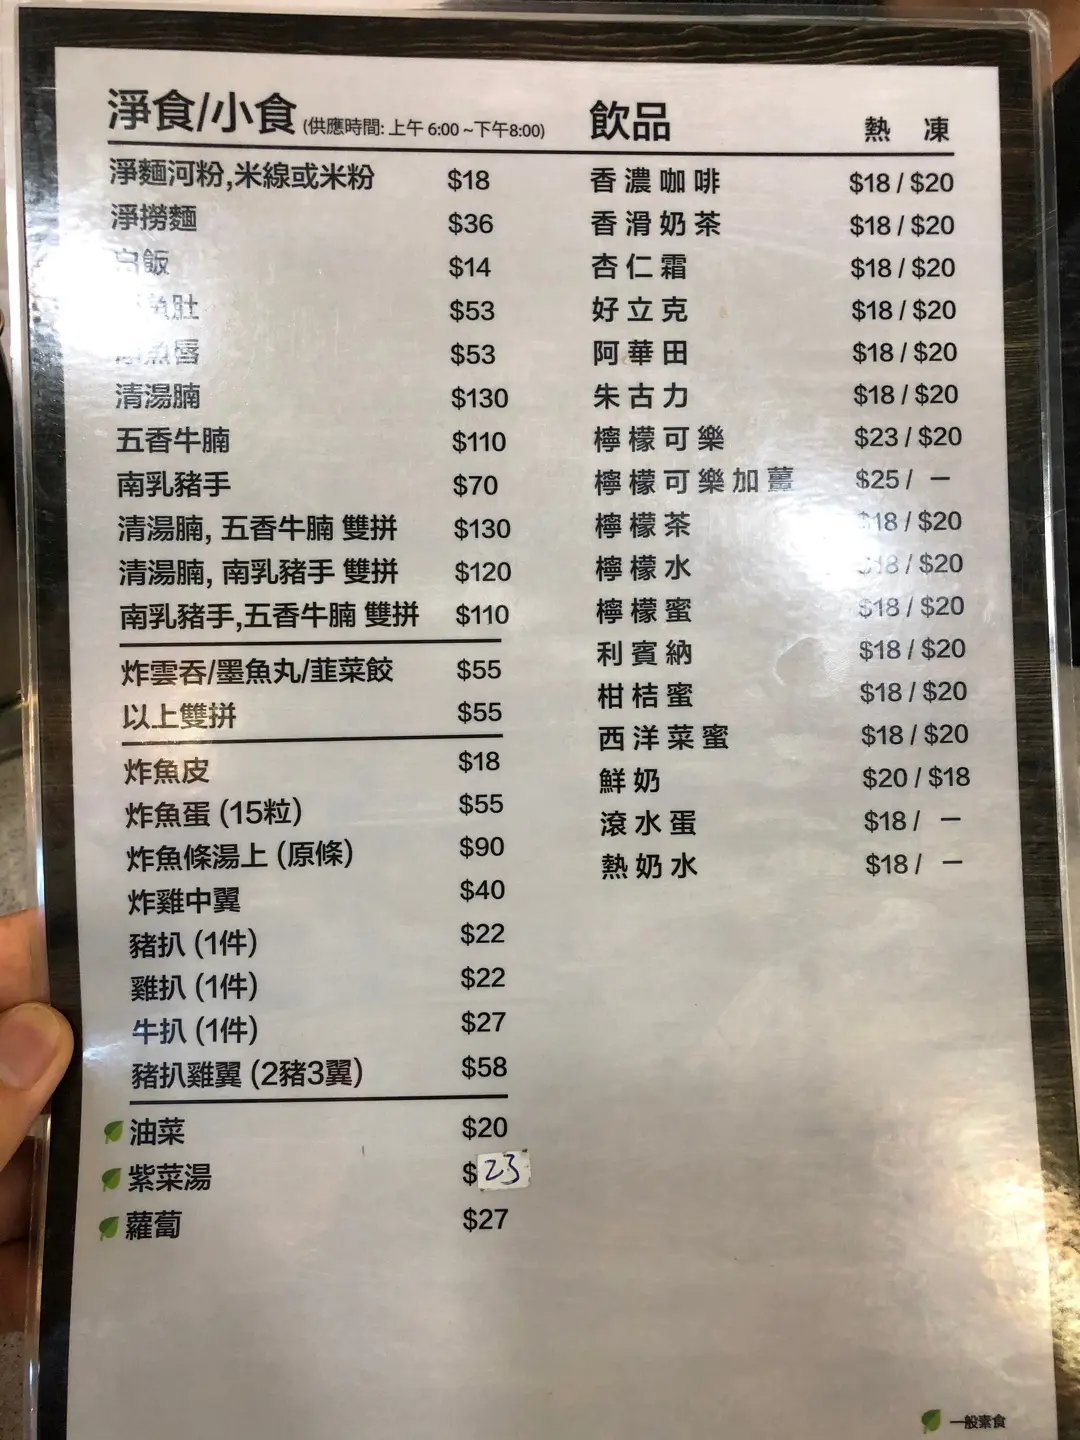 淨食/小食 (供應時間: 上午 6:00 ~下午8:00)
淨麵河粉,米線或米粉 $18
淨撈麵 $36
飯 $14
魚肚 $53
魚唇 $53
清湯腩 $130
五香牛腩 $110
南乳豬手 $70
清湯腩, 五香牛腩 雙拼 $130
清湯腩, 南乳豬手 雙拼 $120
南乳豬手,五香牛腩 雙拼 $110
炸雲吞/墨魚丸/韮菜餃 $55
以上雙拼 $55
炸魚皮 $18
炸魚蛋 (15粒) $55
炸魚條湯上 (原條) $90
炸雞中翼 $40
豬扒 (1件) $22
雞扒 (1件) $22
牛扒 (1件) $27
豬扒雞翼 (2豬3翼) $58
油菜 $20
紫菜湯 $23
蘿蔔 $27
飲品 熱 凍
香濃咖啡 $18 / $20
香滑奶茶 $18 / $20
杏仁霜 $18 / $20
好立克 $18 / $20
阿華田 $18 / $20
朱古力 $18 / $20
檸檬可樂 $23 / $20
檸檬可樂加薑 $25 / —
檸檬茶 $18 / $20
檸檬水 $18 / $20
檸檬蜜 $18 / $20
利賓納 $18 / $20
柑桔蜜 $18 / $20
西洋菜蜜 $18 / $20
鮮奶 $20 / $18
滾水蛋 $18 / —
熱奶水 $18 / —
一般素食